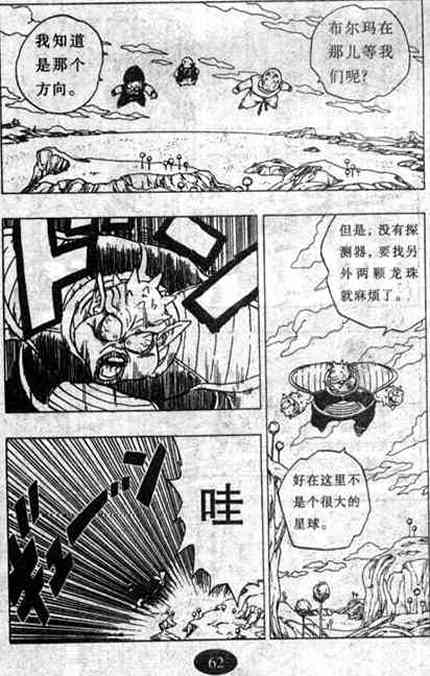 布尔玛在
那儿等我
们呢？
我知道
是那个
方向。
但是，没有探
测器，要找另
外两颗龙珠
就麻烦了。
好在这里不
是个很大的
星球。
ドン
哇
62